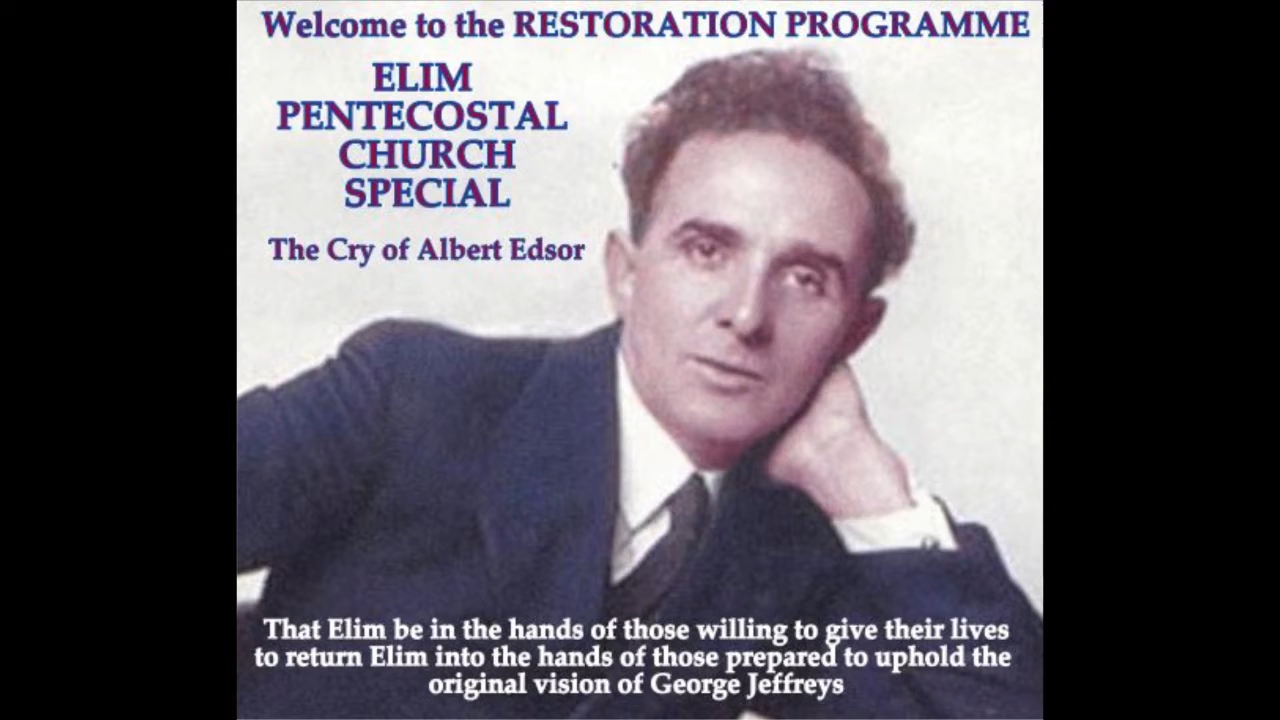 Welcome to the RESTORATION PROGRAMME
ELIM
PENTECOSTAL
CHURCH
SPECIAL
The Cry of Albert Edsor
That Elim be in the hands of those willing to give their lives
to return Elim into the hands of those prepared to uphold the
original vision of George Jeffreys